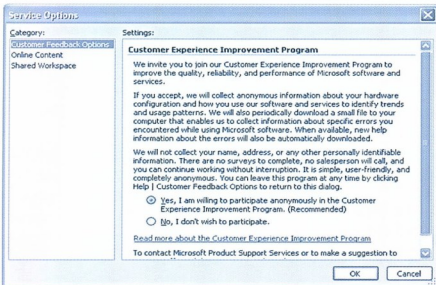 Service Options
Category:
Customer Feedback Options
Online Content
Shared Workspace
Settings:
Customer Experience Improvement Program
We invite you to join our Customer Experience Improvement Program to
improve the quality, reliability, and performance of Microsoft software and
services.
If you accept, we will collect anonymous information about your hardware
configuration and how you use our software and services to identify trends
and usage patterns. We will also periodically download a small file to your
computer that enables us to collect information about specific errors you
encountered while using Microsoft software. When available, new help
information about the errors will also be automatically downloaded.
We will not collect your name, address, or any other personally identifiable
information. There are no surveys to complete, no salesperson will call, and
you can continue working without interruption. It is simple, user-friendly, and
completely anonymous. You can leave this program at any time by clicking
Help | Customer Feedback Options to return to this dialog.
Yes, I am willing to participate anonymously in the Customer
Experience Improvement Program. (Recommended)
No, I don't wish to participate.
Read more about the Customer Experience Improvement Program
To contact Microsoft Product Support Services or to make a suggestion to
OK
Cancel